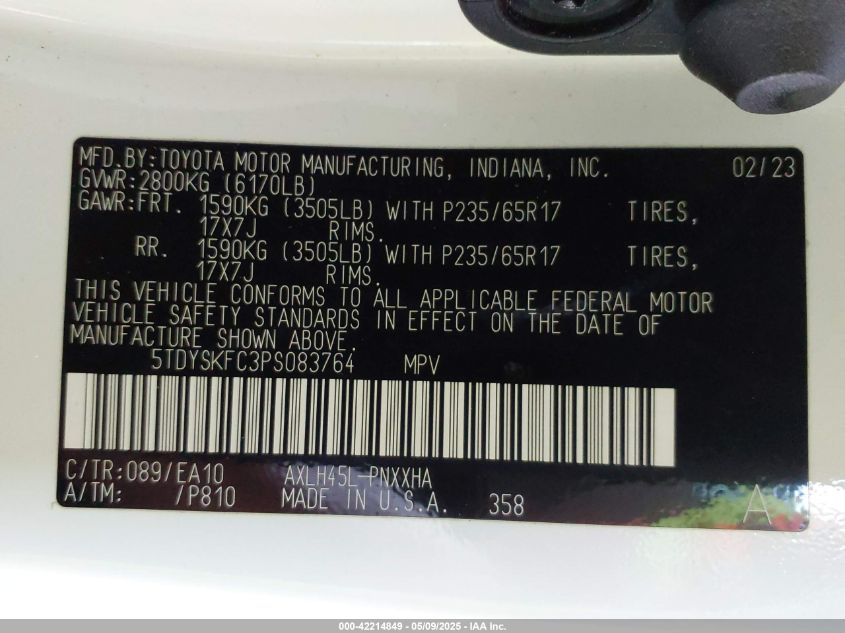 MFD.BY:TOYOTA MOTOR MANUFACTURING, INDIANA, INC. 02/23
GVWR:2800KG (6170LB)
GAWR:FRT. 1590KG (3505LB) WITH P235/65R17 TIRES,
17X7J RIMS.
RR. 1590KG (3505LB) WITH P235/65R17 TIRES,
17X7J RIMS.
THIS VEHICLE CONFORMS TO ALL APPLICABLE FEDERAL MOTOR
VEHICLE SAFETY STANDARDS IN EFFECT ON THE DATE OF
MANUFACTURE SHOWN ABOVE.
5TDYSKFC3PS083764 MPV
C/TR:089/EA10 AXLH45L-PNXXHA
A/TM: /P810 MADE IN U.S.A. 358 A
000-42214849 - 05/09/2025 - IAA Inc.